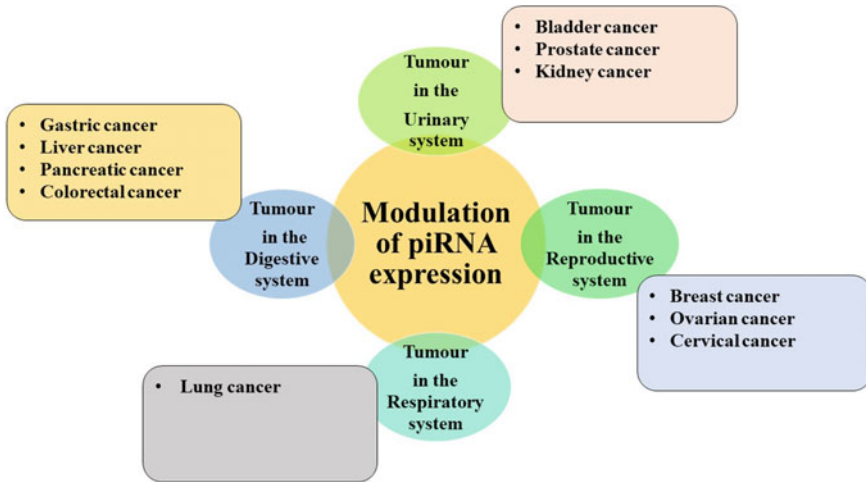 Tumour
in the
Urinary
system
• Bladder cancer
• Prostate cancer
• Kidney cancer
• Gastric cancer
• Liver cancer
• Pancreatic cancer
• Colorectal cancer
Tumour
in the
Digestive
system
Modulation
of piRNA
expression
Tumour
in the
Reproductive
system
• Breast cancer
• Ovarian cancer
• Cervical cancer
Tumour
in the
Respiratory
system
• Lung cancer